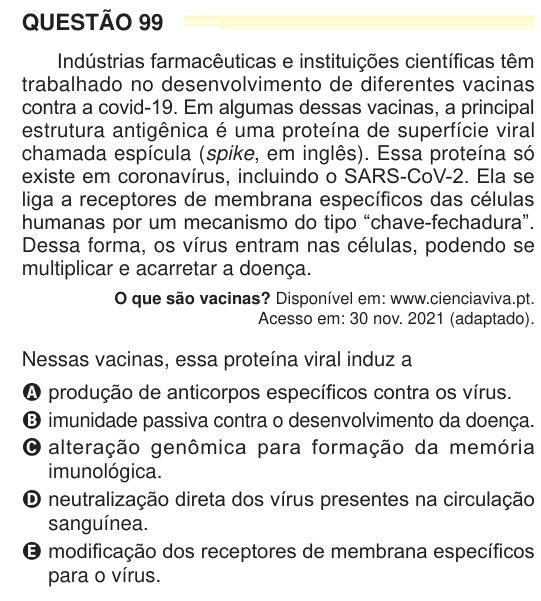 QUESTÃO 99
Indústrias farmacêuticas e instituições científicas têm
trabalhado no desenvolvimento de diferentes vacinas
contra a covid-19. Em algumas dessas vacinas, a principal
estrutura antigênica é uma proteína de superfície viral
chamada espícula (spike, em inglês). Essa proteína só
existe em coronavírus, incluindo o SARS-CoV-2. Ela se
liga a receptores de membrana específicos das células
humanas por um mecanismo do tipo “chave-fechadura”.
Dessa forma, os vírus entram nas células, podendo se
multiplicar e acarretar a doença.
O que são vacinas? Disponível em: www.cienciaviva.pt.
Acesso em: 30 nov. 2021 (adaptado).
Nessas vacinas, essa proteína viral induz a
A produção de anticorpos específicos contra os vírus.
B imunidade passiva contra o desenvolvimento da doença.
C alteração genômica para formação da memória
imunológica.
D neutralização direta dos vírus presentes na circulação
sanguínea.
E modificação dos receptores de membrana específicos
para o vírus.